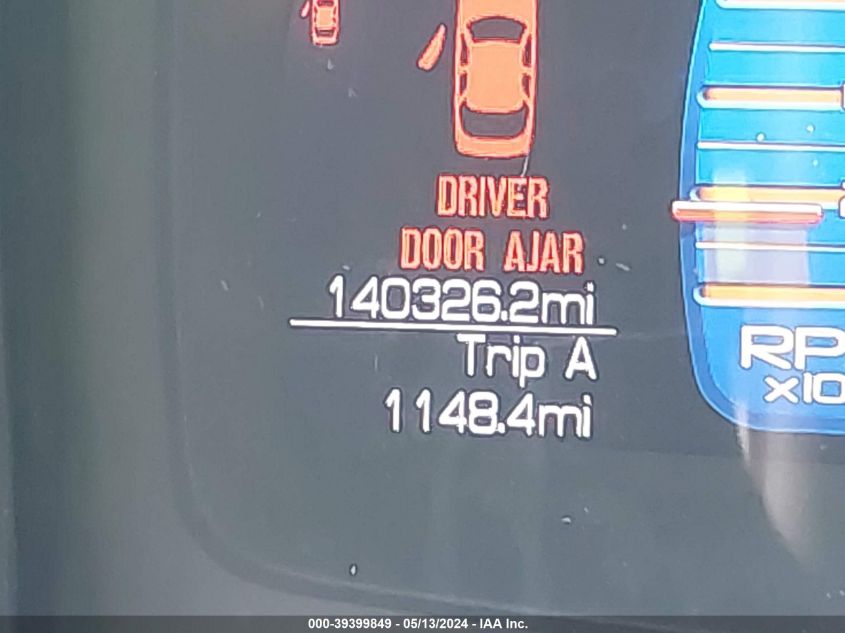 DRIVER
DOOR AJAR
140326.2mi
Trip A
1148.4mi
RP
x10
000-39399849 - 05/13/2024 - IAA Inc.